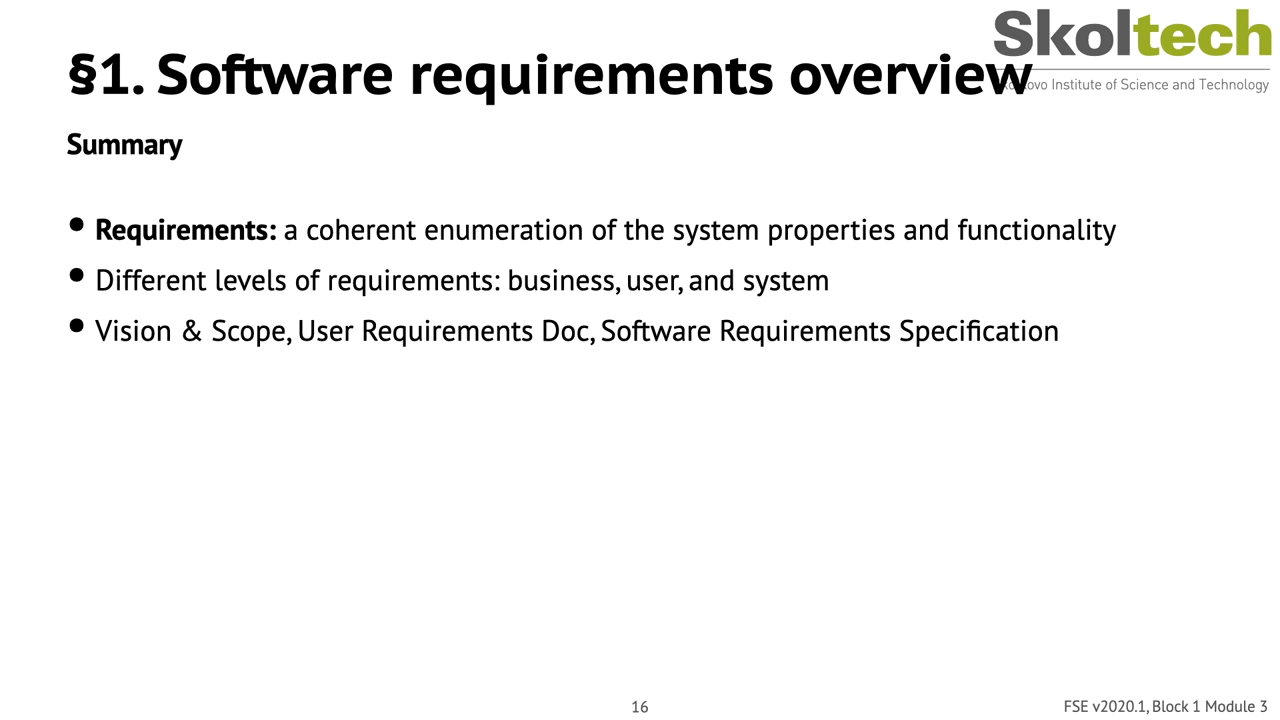 Skoltech
§1. Software requirements overview
Institute of Science and Technology
Summary
• Requirements: a coherent enumeration of the system properties and functionality
• Different levels of requirements: business, user, and system
• Vision & Scope, User Requirements Doc, Software Requirements Specification
16
FSE v2020.1, Block 1 Module 3